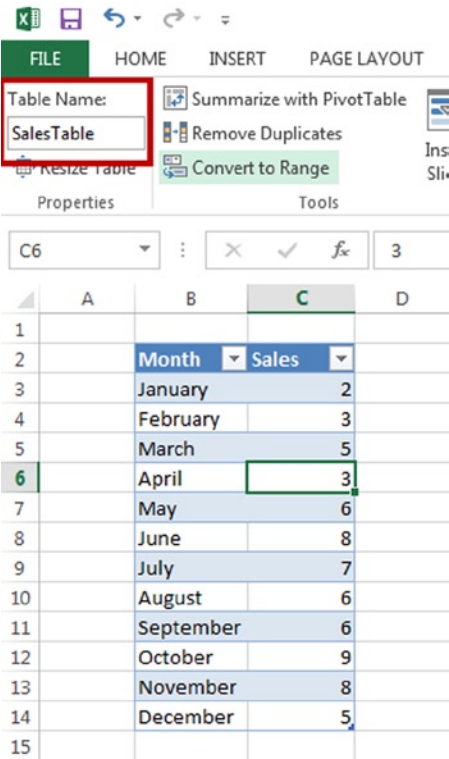 FILE HOME INSERT PAGE LAYOUT
Table Name:
SalesTable
Resize Table
Properties
Summarize with PivotTable
Remove Duplicates
Convert to Range
Tools
C6 fx 3
A B C D
1
2 Month Sales
3 January 2
4 February 3
5 March 5
6 April 3
7 May 6
8 June 8
9 July 7
10 August 6
11 September 6
12 October 9
13 November 8
14 December 5
15